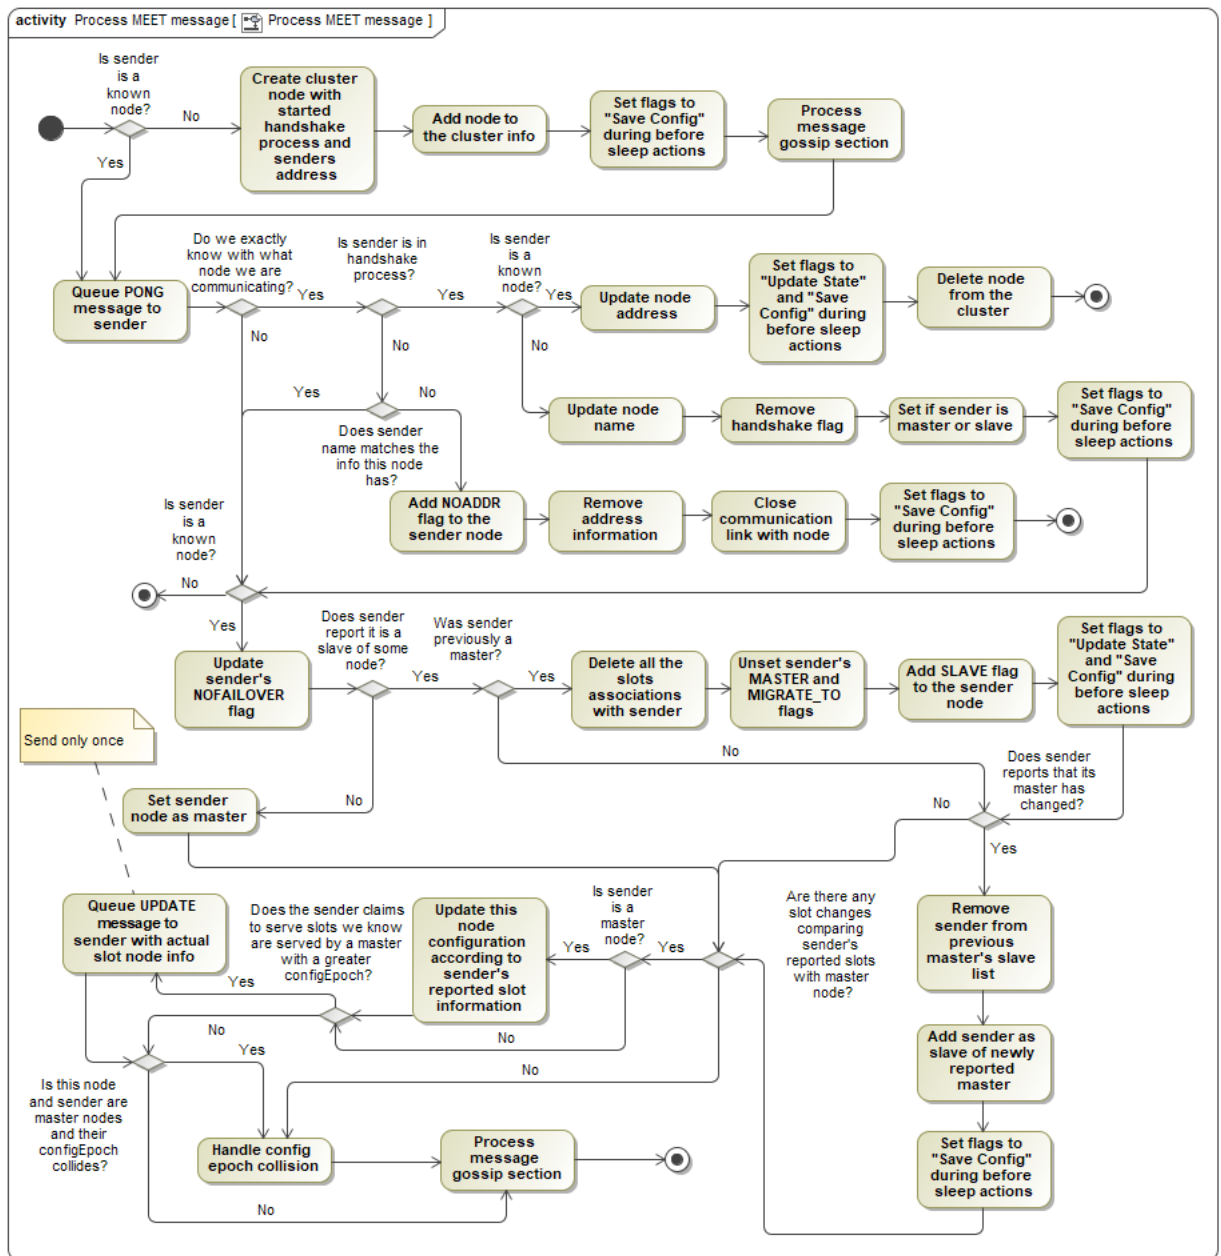 activity Process MEET message [ Process MEET message ]
Is sender
is a
known
node?
No
Yes
Create cluster
node with
started
handshake
process and
senders
address
Add node to
the cluster info
Set flags to
"Save Config"
during before
sleep actions
Process
message
gossip section
Queue PONG
message to
sender
Do we exactly
know with what
node we are
communicating?
Yes
No
Is sender is in
handshake
process?
Yes
No
Is sender
is a
known
node?
Yes
No
Update node
address
Set flags to
"Update State"
and "Save
Config" during
before sleep
actions
Delete node
from the
cluster
Yes
No
Does sender
name matches the
info this node
has?
Update node
name
Remove
handshake flag
Set if sender is
master or slave
Set flags to
"Save Config"
during before
sleep actions
Add NOADDR
flag to the
sender node
Remove
address
information
Close
communication
link with node
Set flags to
"Save Config"
during before
sleep actions
Is sender
is a
known
node?
No
Yes
Update
sender's
NOFAILOVER
flag
Does sender
report it is a
slave of some
node?
Yes
No
Was sender
previously a
master?
Yes
No
Delete all the
slots
associations
with sender
Unset sender's
MASTER and
MIGRATE_TO
flags
Add SLAVE flag
to the sender
node
Set flags to
"Update State"
and "Save
Config" during
before sleep
actions
Send only once
Set sender
node as master
Does sender
reports that its
master has
changed?
No
Yes
Queue UPDATE
message to
sender with actual
slot node info
Does the sender claims
to serve slots we know
are served by a master
with a greater
configEpoch?
Yes
No
Update this
node
configuration
according to
sender's
reported slot
information
Is sender
is a
master
node?
Yes
No
Yes
No
Are there any
slot changes
comparing
sender's
reported slots
with master
node?
Remove
sender from
previous
master's slave
list
Add sender as
slave of newly
reported
master
Set flags to
"Save Config"
during before
sleep actions
Is this node
and sender are
master nodes
and their
configEpoch
collides?
Yes
No
Handle config
epoch collision
Process
message
gossip section